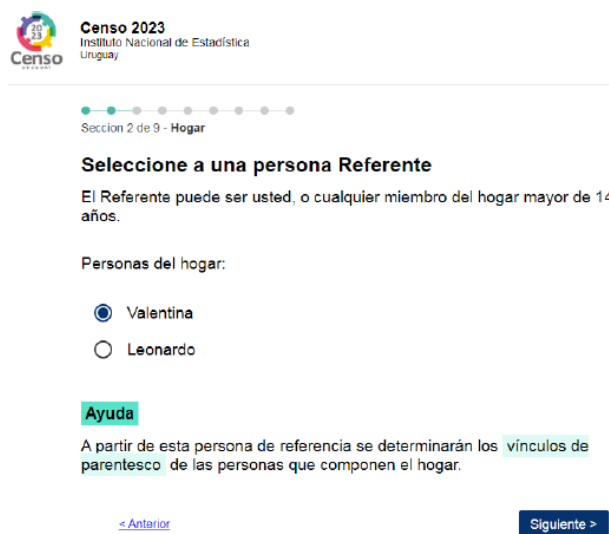 20
23
Censo
URUGUAY
Censo 2023
Instituto Nacional de Estadística
Uruguay
Seccion 2 de 9 - Hogar
Seleccione a una persona Referente
El Referente puede ser usted, o cualquier miembro del hogar mayor de 14
años.
Personas del hogar:
Valentina
Leonardo
Ayuda
A partir de esta persona de referencia se determinarán los vínculos de
parentesco de las personas que componen el hogar.
< Anterior
Siguiente >